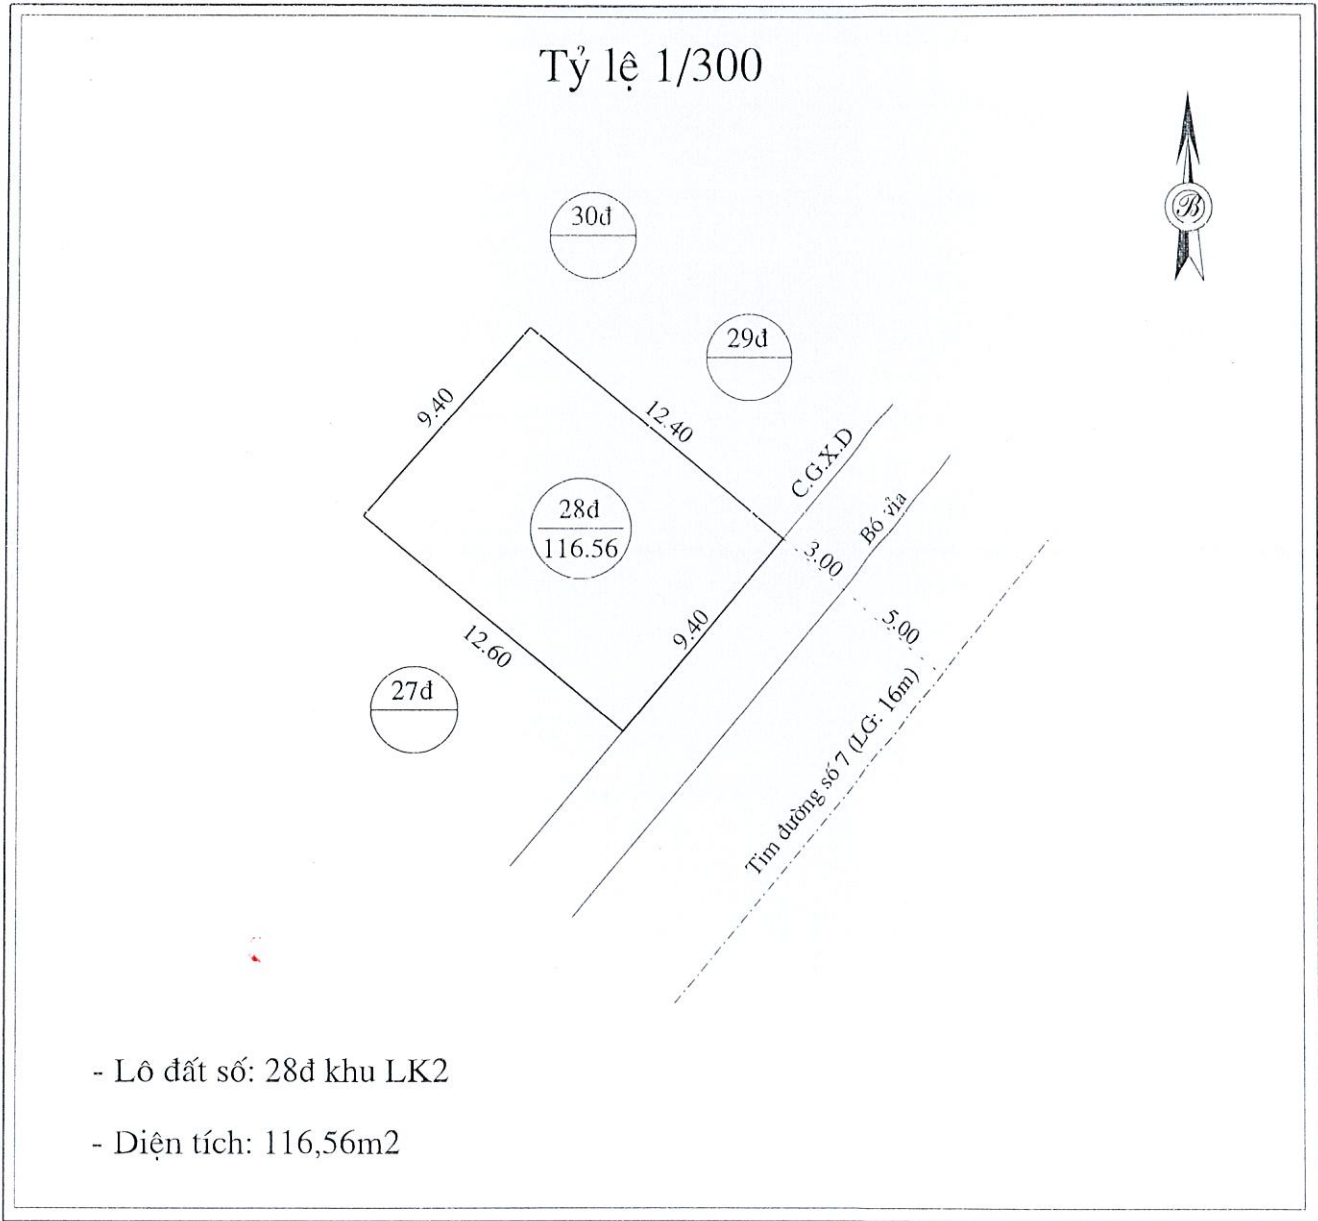 Tỷ lệ 1/300
B
30đ
29đ
9.40
12.40
C.G.X.D
28đ
116.56
Bó vỉa
3.00
5.00
9.40
12.60
27đ
Tim đường số 7 (LG: 16m)
- Lô đất số: 28đ khu LK2
- Diện tích: 116,56m2